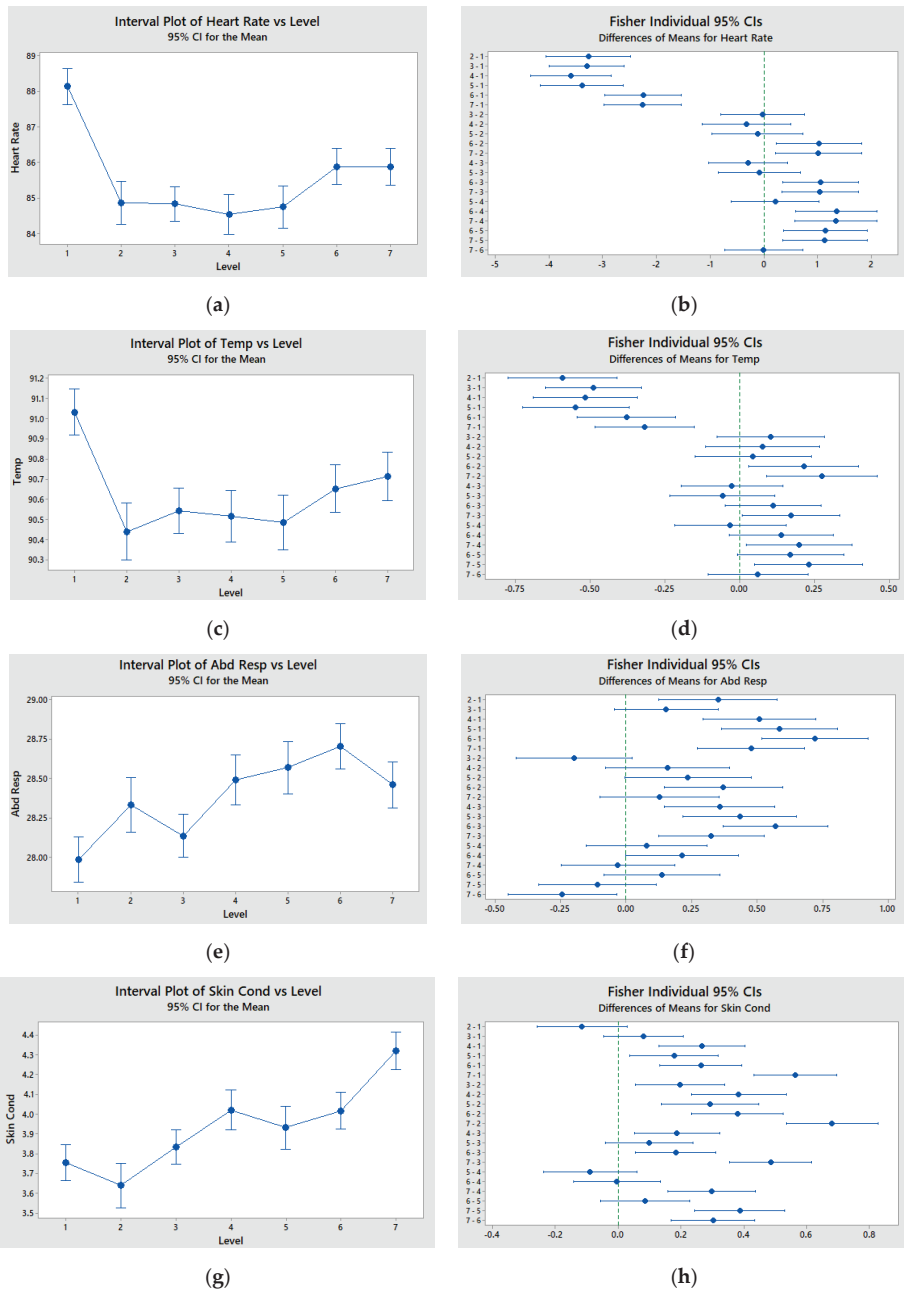 Interval Plot of Heart Rate vs Level
95% CI for the Mean
89
88
87
86
85
84
Heart Rate
1 2 3 4 5 6 7
Level
(a)
Fisher Individual 95% CIs
Differences of Means for Heart Rate
2 - 1
3 - 1
4 - 1
5 - 1
6 - 1
7 - 1
3 - 2
4 - 2
5 - 2
6 - 2
7 - 2
4 - 3
5 - 3
6 - 3
7 - 3
5 - 4
6 - 4
7 - 4
6 - 5
7 - 5
7 - 6
-5 -4 -3 -2 -1 0 1 2
(b)
Interval Plot of Temp vs Level
95% CI for the Mean
91.2
91.1
91.0
90.9
90.8
90.7
90.6
90.5
90.4
90.3
Temp
1 2 3 4 5 6 7
Level
(c)
Fisher Individual 95% CIs
Differences of Means for Temp
2 - 1
3 - 1
4 - 1
5 - 1
6 - 1
7 - 1
3 - 2
4 - 2
5 - 2
6 - 2
7 - 2
4 - 3
5 - 3
6 - 3
7 - 3
5 - 4
6 - 4
7 - 4
6 - 5
7 - 5
7 - 6
-0.75 -0.50 -0.25 0.00 0.25 0.50
(d)
Interval Plot of Abd Resp vs Level
95% CI for the Mean
29.00
28.75
28.50
28.25
28.00
Abd Resp
1 2 3 4 5 6 7
Level
(e)
Fisher Individual 95% CIs
Differences of Means for Abd Resp
2 - 1
3 - 1
4 - 1
5 - 1
6 - 1
7 - 1
3 - 2
4 - 2
5 - 2
6 - 2
7 - 2
4 - 3
5 - 3
6 - 3
7 - 3
5 - 4
6 - 4
7 - 4
6 - 5
7 - 5
7 - 6
-0.50 -0.25 0.00 0.25 0.50 0.75 1.00
(f)
Interval Plot of Skin Cond vs Level
95% CI for the Mean
4.4
4.3
4.2
4.1
4.0
3.9
3.8
3.7
3.6
3.5
Skin Cond
1 2 3 4 5 6 7
Level
(g)
Fisher Individual 95% CIs
Differences of Means for Skin Cond
2 - 1
3 - 1
4 - 1
5 - 1
6 - 1
7 - 1
3 - 2
4 - 2
5 - 2
6 - 2
7 - 2
4 - 3
5 - 3
6 - 3
7 - 3
5 - 4
6 - 4
7 - 4
6 - 5
7 - 5
7 - 6
-0.4 -0.2 0.0 0.2 0.4 0.6 0.8
(h)